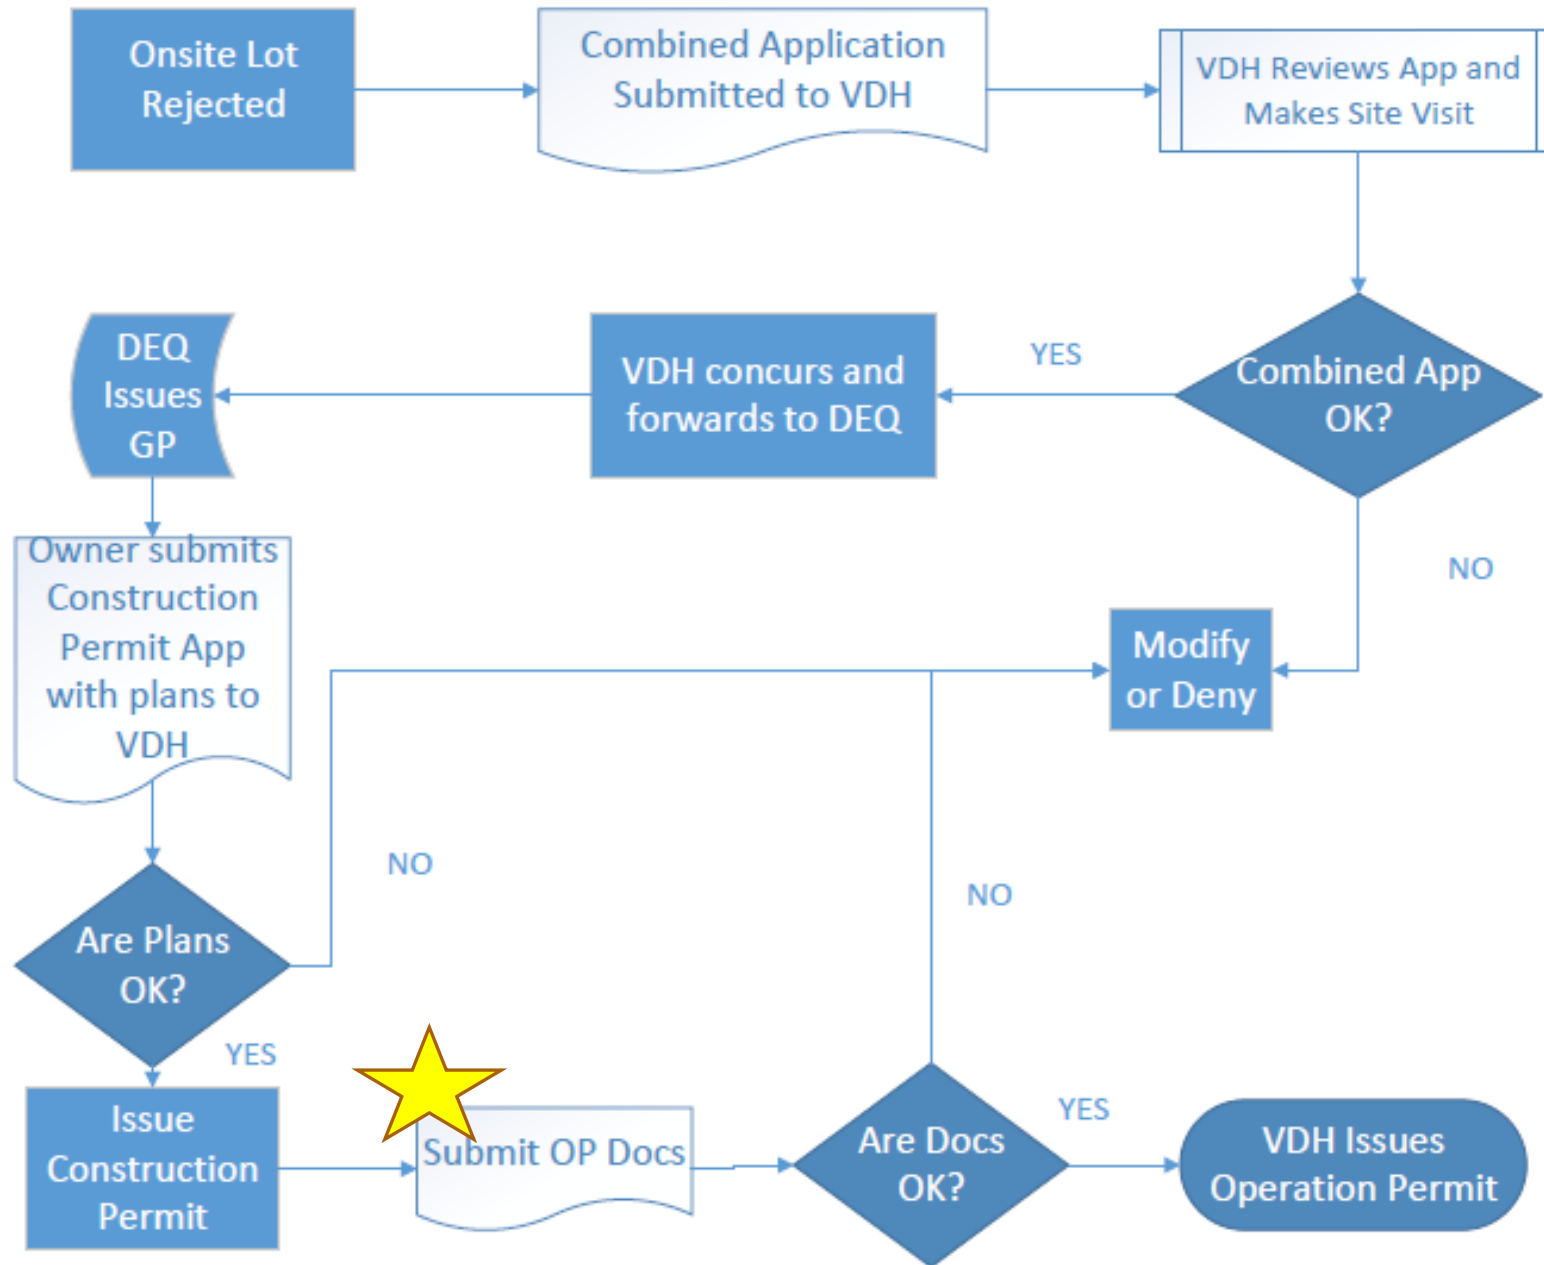 Onsite Lot
Rejected
Combined Application
Submitted to VDH
VDH Reviews App and
Makes Site Visit
Combined App
OK?
YES
VDH concurs and
forwards to DEQ
DEQ
Issues
GP
Owner submits
Construction
Permit App
with plans to
VDH
NO
Modify
or Deny
NO
NO
Are Plans
OK?
YES
Issue
Construction
Permit
Submit OP Docs
Are Docs
OK?
YES
VDH Issues
Operation Permit